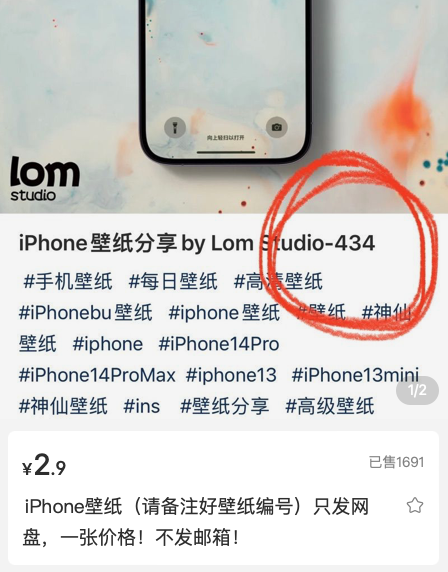 向上轻扫以打开
lom
studio
iPhone壁纸分享by Lom Studio-434
#手机壁纸 #每日壁纸 #高清壁纸
#iPhonebu壁纸 #iphone壁纸 #壁纸 #神仙
壁纸 #iphone #iPhone14Pro
#iPhone14ProMax #iphone13 #iPhone13mini
#神仙壁纸 #ins #壁纸分享 #高级壁纸
1/2
¥2.9
已售1691
iPhone壁纸（请备注好壁纸编号）只发网
盘，一张价格！不发邮箱！